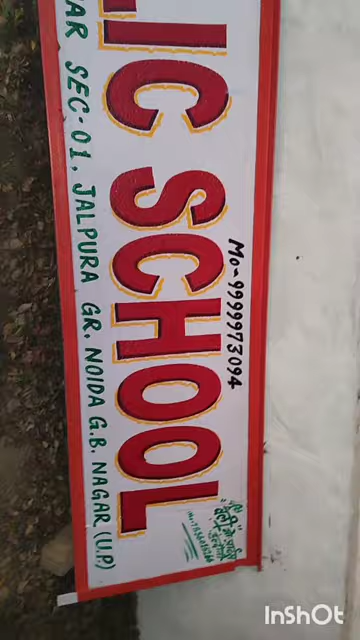 LIC SCHOOL
Mo-9999973094
AR SEC-01, JALPURA GR. NOIDA G.B. NAGAR (U.P)
InShOt